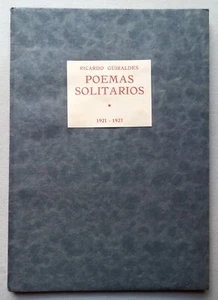 RICARDO GÜIRALDES
POEMAS
SOLITARIOS
1921 - 1927